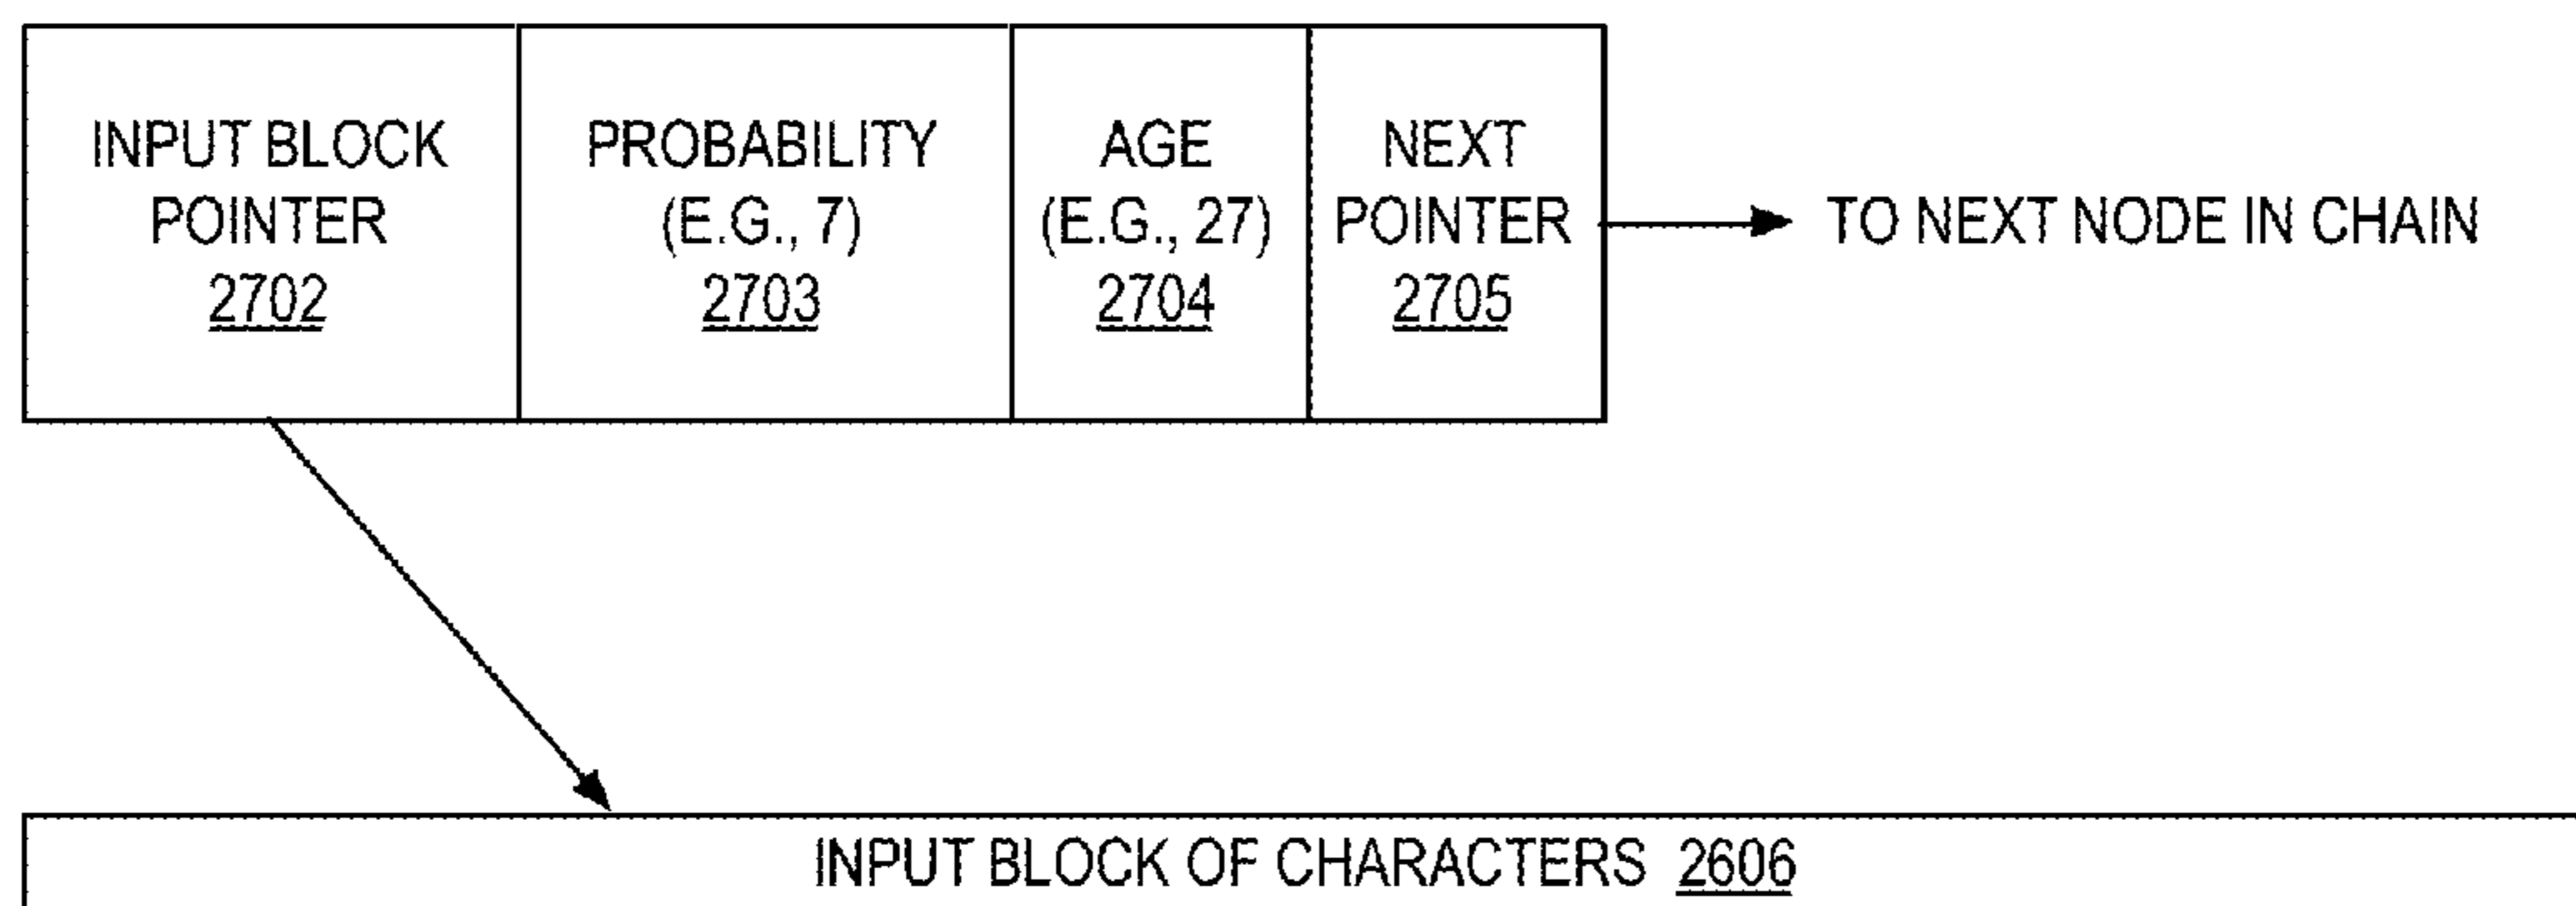 INPUT BLOCK
POINTER
2702
PROBABILITY
(E.G., 7)
2703
AGE
(E.G., 27)
2704
NEXT
POINTER
2705
TO NEXT NODE IN CHAIN
INPUT BLOCK OF CHARACTERS 2606